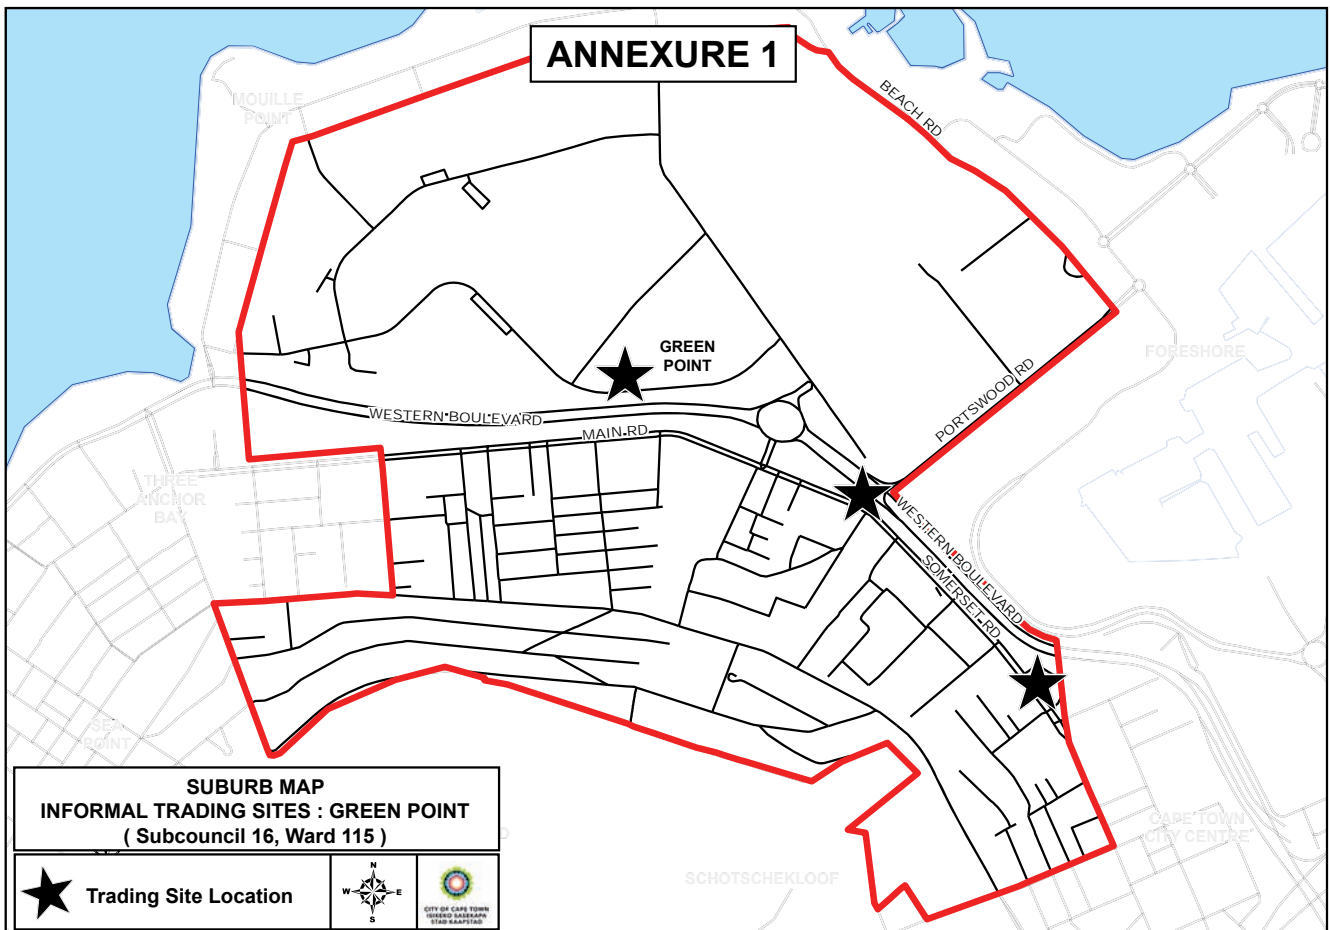 ANNEXURE 1
MOUILLE
POINT
BEACH RD
FORESHORE
GREEN
POINT
PORTSWOOD RD
WESTERN BOULEVARD
MAIN RD
THREE
ANCHOR
BAY
WESTERN BOULEVARD
SOMERSET RD
SEA
POINT
CAPE TOWN
CITY CENTRE
SCHOTSCHEKLOOF
SUBURB MAP
INFORMAL TRADING SITES : GREEN POINT
( Subcouncil 16, Ward 115 )
Trading Site Location
N
W E
S
CITY OF CAPE TOWN
ISIXEKO SASEKAPA
STAD KAAPSTAD